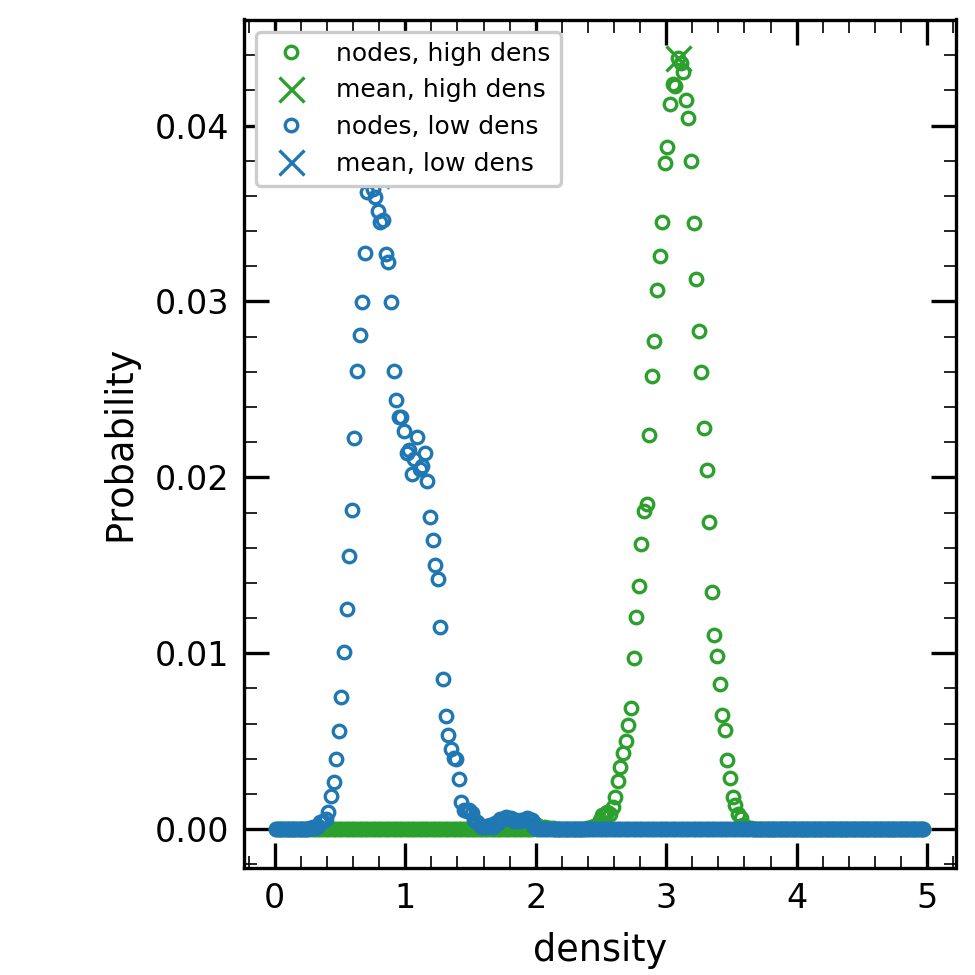 nodes, high dens
mean, high dens
nodes, low dens
mean, low dens
0.04
0.03
0.02
0.01
0.00
Probability
0 1 2 3 4 5
density